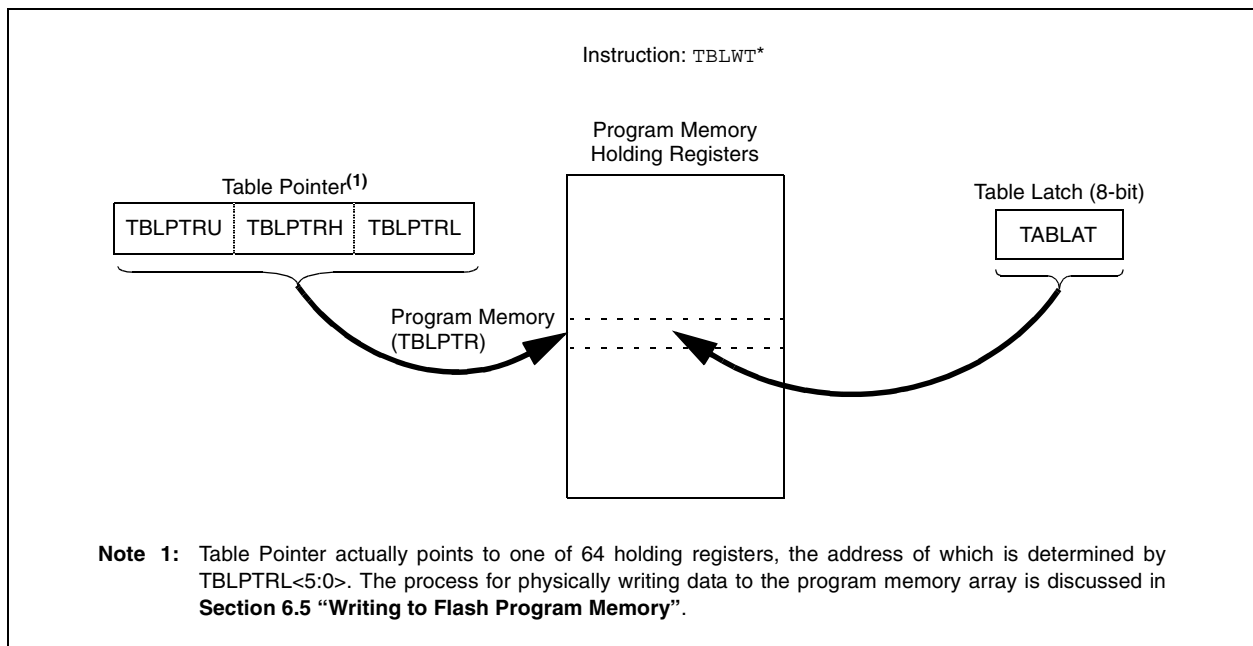 Instruction: TBLWT*
Program Memory
Holding Registers
Table Pointer(1)
Table Latch (8-bit)
TBLPTRU TBLPTRH TBLPTRL
TABLAT
Program Memory
(TBLPTR)
Note 1: Table Pointer actually points to one of 64 holding registers, the address of which is determined by
TBLPTRL<5:0>. The process for physically writing data to the program memory array is discussed in
Section 6.5 “Writing to Flash Program Memory”.